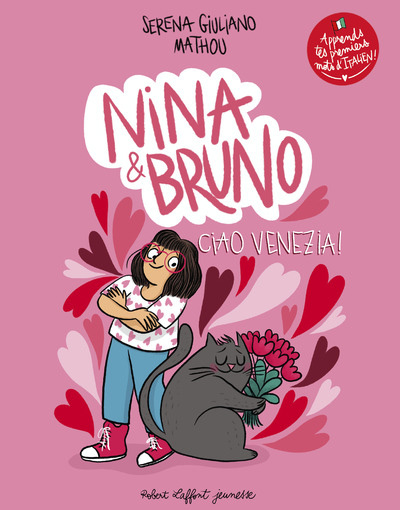 SERENA GIULIANO
MATHOU
Apprends
tes premiers
mots d'ITALIEN!
NINA
& BRUNO
CIAO VENEZIA!
Robert Laffont jeunesse